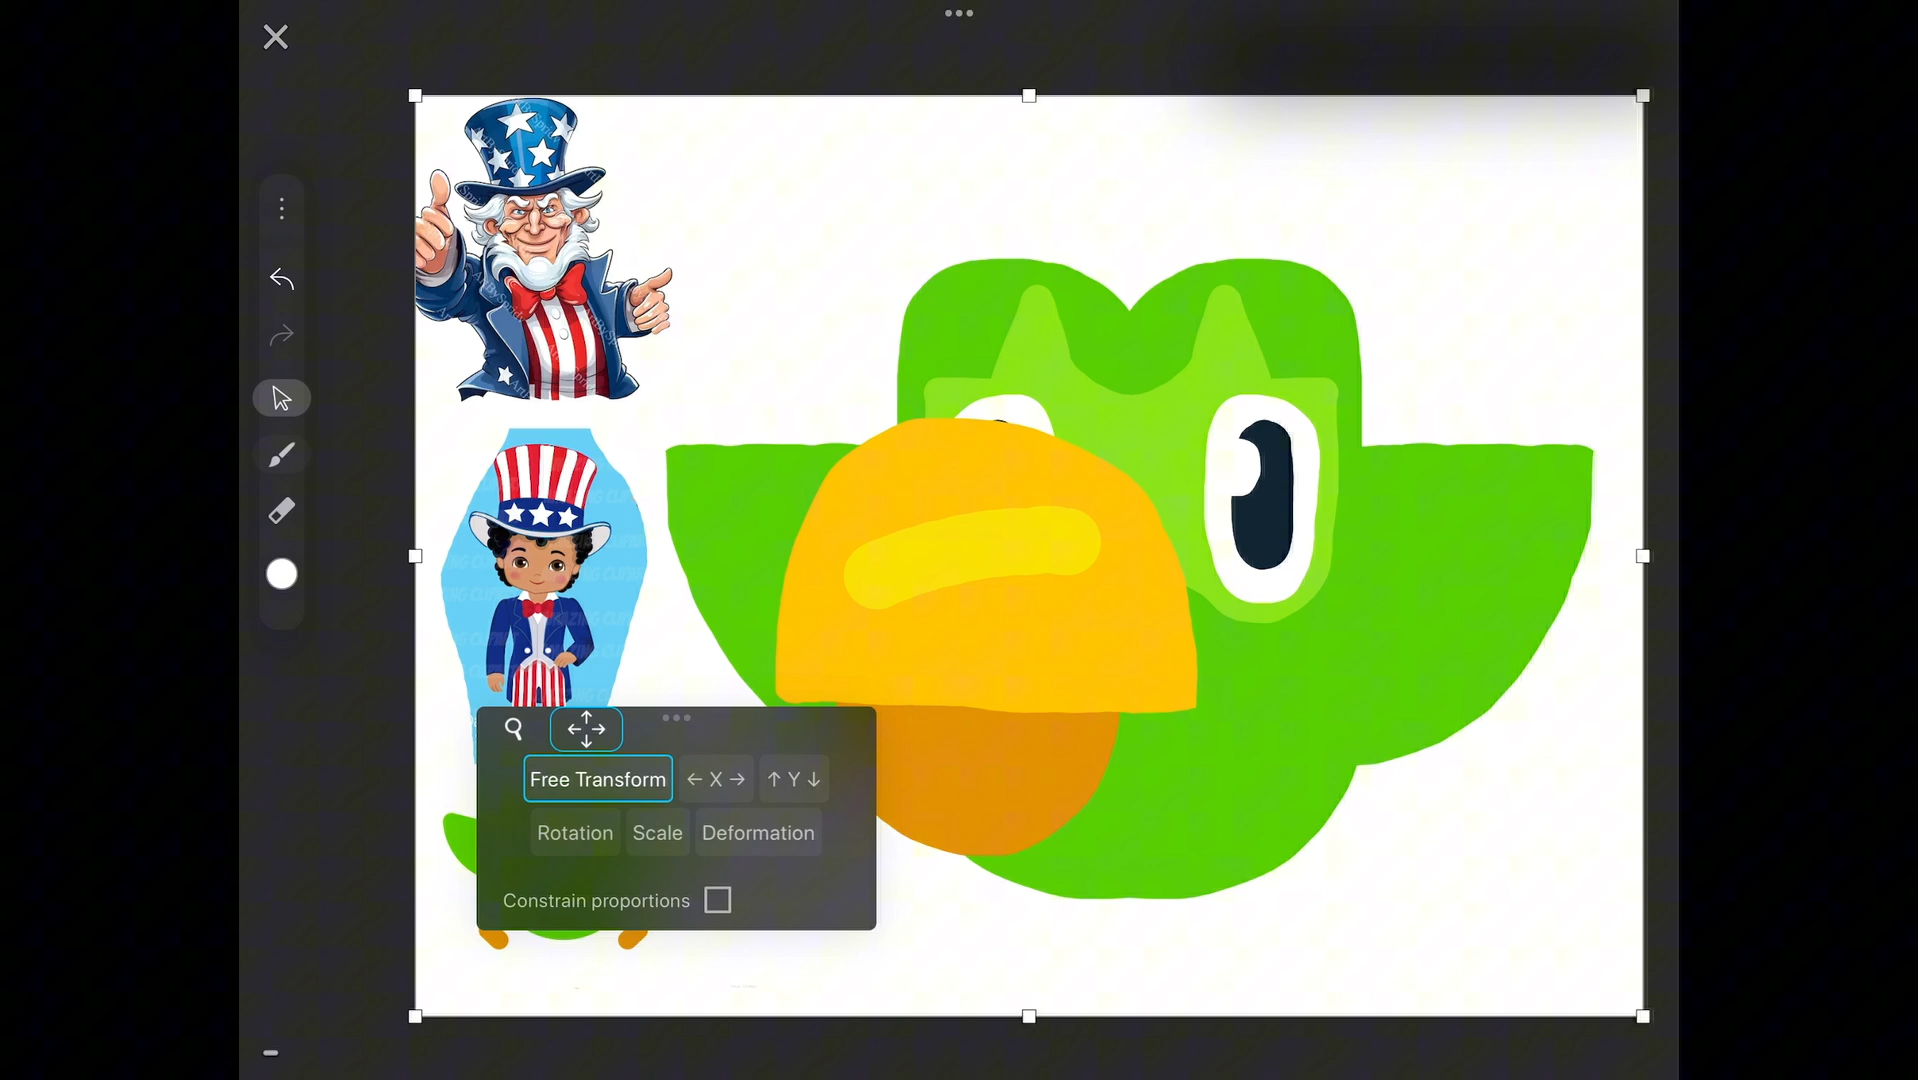 Free Transform
X
Y
Rotation
Scale
Deformation
Constrain proportions